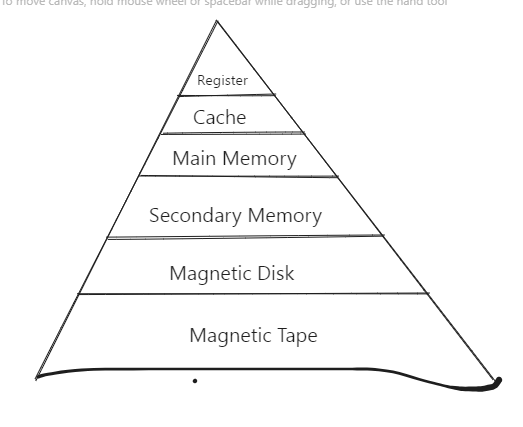 To move canvas, hold mouse wheel or spacebar while dragging, or use the hand tool
Register
Cache
Main Memory
Secondary Memory
Magnetic Disk
Magnetic Tape